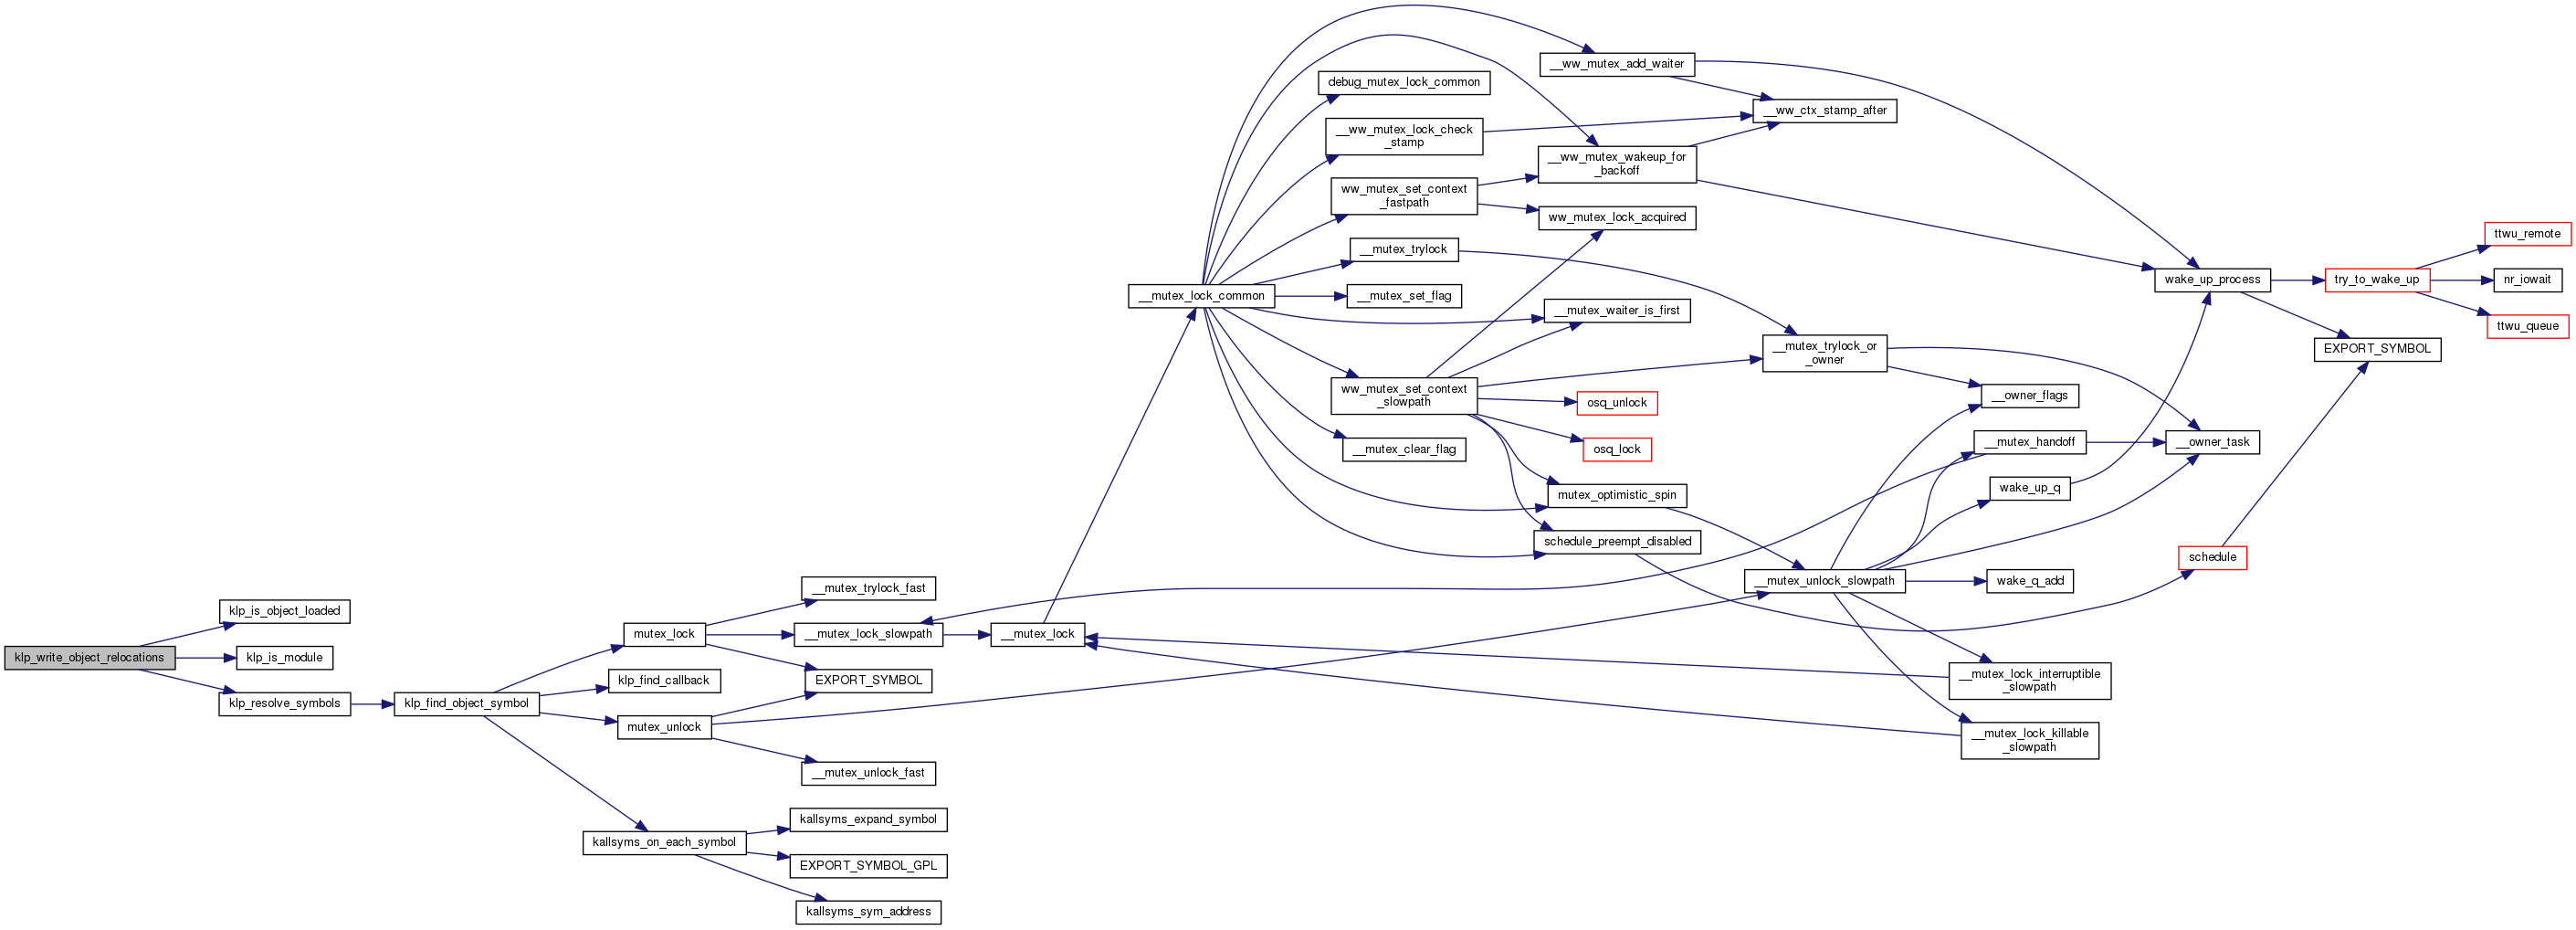 klp_write_object_relocations
klp_is_object_loaded
klp_is_module
klp_resolve_symbols
klp_find_object_symbol
mutex_lock
klp_find_callback
mutex_unlock
kallsyms_on_each_symbol
__mutex_trylock_fast
__mutex_lock_slowpath
EXPORT_SYMBOL
__mutex_unlock_fast
kallsyms_expand_symbol
EXPORT_SYMBOL_GPL
kallsyms_sym_address
__mutex_lock
__mutex_lock_common
debug_mutex_lock_common
__ww_mutex_lock_check
_stamp
ww_mutex_set_context
_fastpath
__mutex_trylock
__mutex_set_flag
ww_mutex_set_context
_slowpath
__mutex_clear_flag
__ww_mutex_add_waiter
__ww_mutex_wakeup_for
_backoff
ww_mutex_lock_acquired
__mutex_waiter_is_first
osq_unlock
osq_lock
mutex_optimistic_spin
schedule_preempt_disabled
__ww_ctx_stamp_after
__mutex_trylock_or
_owner
__mutex_unlock_slowpath
__owner_flags
__mutex_handoff
wake_up_q
wake_q_add
__mutex_lock_interruptible
_slowpath
__mutex_lock_killable
_slowpath
wake_up_process
__owner_task
schedule
try_to_wake_up
EXPORT_SYMBOL
ttwu_remote
nr_iowait
ttwu_queue